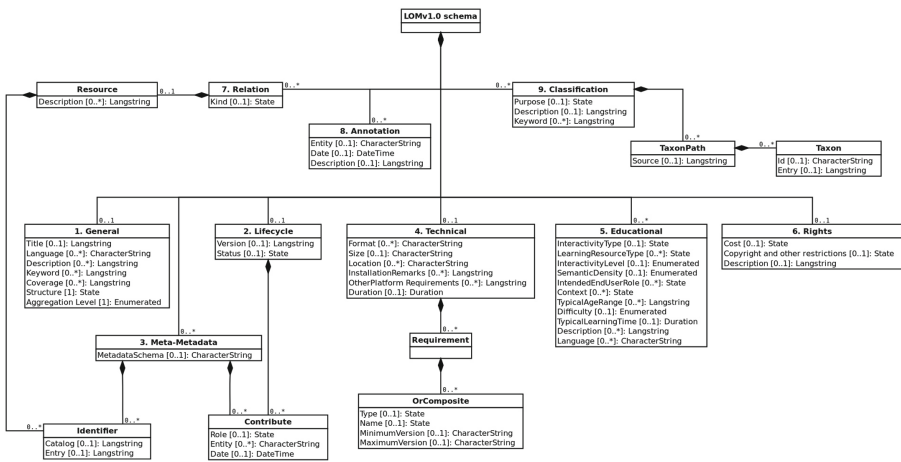 LOMv1.0 schema
Resource
Description [0..*]: Langstring
0..1
7. Relation
Kind [0..1]: State
0..*
0..*
9. Classification
Purpose [0..1]: State
Description [0..1]: Langstring
Keyword [0..*]: Langstring
0..*
8. Annotation
Entity [0..1]: CharacterString
Date [0..1]: DateTime
Description [0..1]: Langstring
0..*
TaxonPath
Source [0..1]: Langstring
0..*
Taxon
Id [0..1]: CharacterString
Entry [0..1]: Langstring
0..1
1. General
Title [0..1]: Langstring
Language [0..*]: CharacterString
Description [0..*]: Langstring
Keyword [0..*]: Langstring
Coverage [0..*]: Langstring
Structure [1]: State
Aggregation Level [1]: Enumerated
0..1
2. Lifecycle
Version [0..1]: Langstring
Status [0..1]: State
0..1
4. Technical
Format [0..*]: CharacterString
Size [0..1]: CharacterString
Location [0..*]: CharacterString
InstallationRemarks [0..*]: Langstring
OtherPlatform Requirements [0..*]: Langstring
Duration [0..1]: Duration
0..*
5. Educational
InteractivityType [0..1]: State
LearningResourceType [0..*]: State
InteractivityLevel [0..1]: Enumerated
SemanticDensity [0..1]: Enumerated
IntendedEndUserRole [0..*]: State
Context [0..*]: State
TypicalAgeRange [0..*]: Langstring
Difficulty [0..1]: Enumerated
TypicalLearningTime [0..1]: Duration
Description [0..*]: Langstring
Language [0..*]: CharacterString
0..1
6. Rights
Cost [0..1]: State
Copyright and other restrictions [0..1]: State
Description [0..1]: Langstring
0..*
3. Meta-Metadata
MetadataSchema [0..1]: CharacterString
0..*
Requirement
0..*
OrComposite
Type [0..1]: State
Name [0..1]: State
MinimumVersion [0..1]: CharacterString
MaximumVersion [0..1]: CharacterString
0..*
0..*
Identifier
Catalog [0..1]: Langstring
Entry [0..1]: Langstring
0..*
0..*
Contribute
Role [0..1]: State
Entity [0..*]: CharacterString
Date [0..1]: DateTime